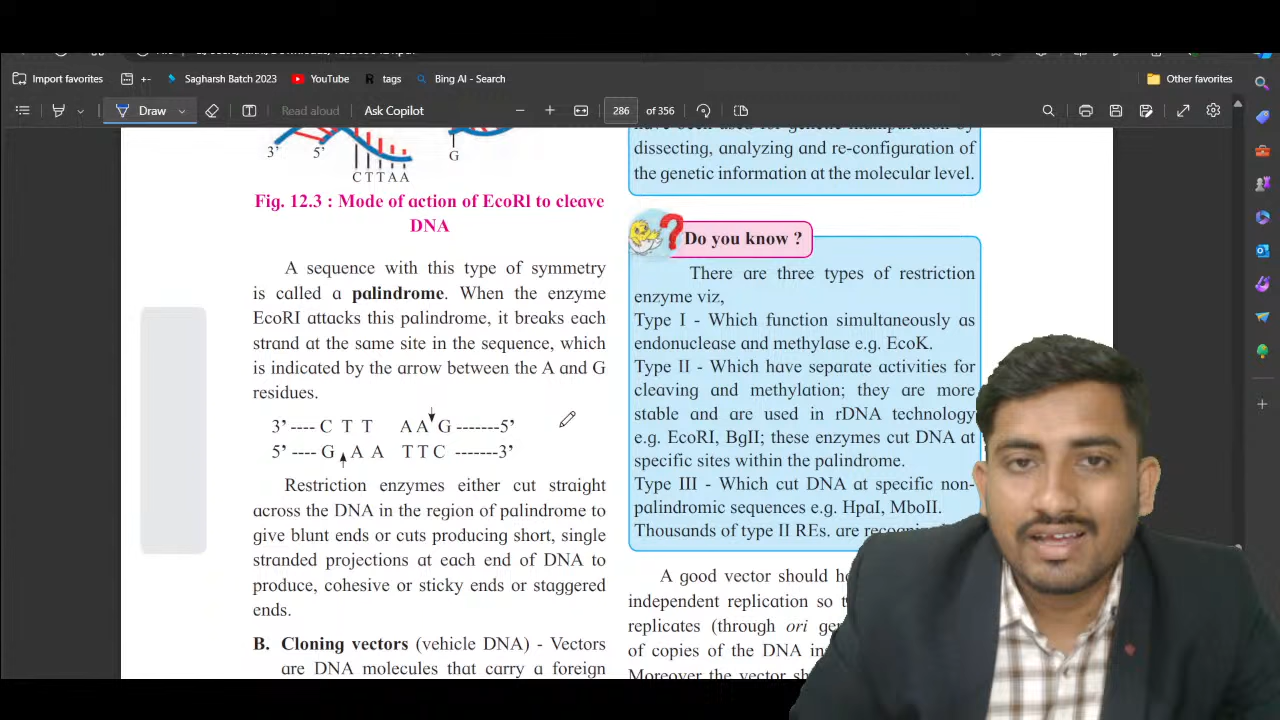 Import favorites
+-
Sagharsh Batch 2023
YouTube
tags
Bing AI - Search
Other favorites
Draw
Read aloud
Ask Copilot
286
of 356
3’ 5’ G
C T T A A
Fig. 12.3 : Mode of action of EcoRI to cleave
DNA
A sequence with this type of symmetry
is called a palindrome. When the enzyme
EcoRI attacks this palindrome, it breaks each
strand at the same site in the sequence, which
is indicated by the arrow between the A and G
residues.
3’ ---- C T T A A G -------5’
5’ ---- G A A T T C -------3’
Restriction enzymes either cut straight
across the DNA in the region of palindrome to
give blunt ends or cuts producing short, single
stranded projections at each end of DNA to
produce, cohesive or sticky ends or staggered
ends.
B. Cloning vectors (vehicle DNA) - Vectors
are DNA molecules that carry a foreign
have been used for genetic manipulation by
dissecting, analyzing and re-configuration of
the genetic information at the molecular level.
? Do you know ?
There are three types of restriction
enzyme viz,
Type I - Which function simultaneously as
endonuclease and methylase e.g. EcoK.
Type II - Which have separate activities for
cleaving and methylation; they are more
stable and are used in rDNA technology
e.g. EcoRI, BgII; these enzymes cut DNA at
specific sites within the palindrome.
Type III - Which cut DNA at specific non-
palindromic sequences e.g. HpaI, MboII.
Thousands of type II REs, are
A good vector should
independent replication so
replicates (through ori
of copies of the DNA in
Moreover the vector